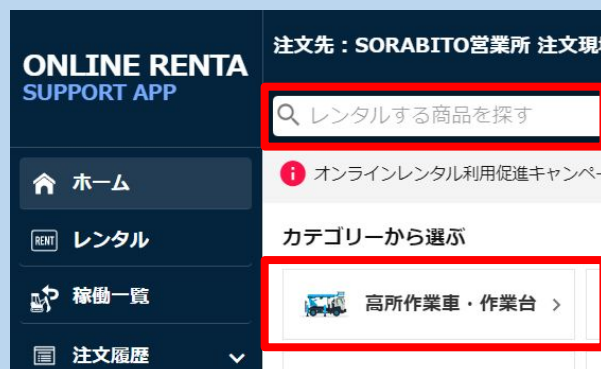 ONLINE RENTA
SUPPORT APP
注文先：SORABITO営業所 注文現
レンタルする商品を探す
オンラインレンタル利用促進キャンペ
ホーム
RENT レンタル
稼働一覧
注文履歴
カテゴリーから選ぶ
高所作業車・作業台